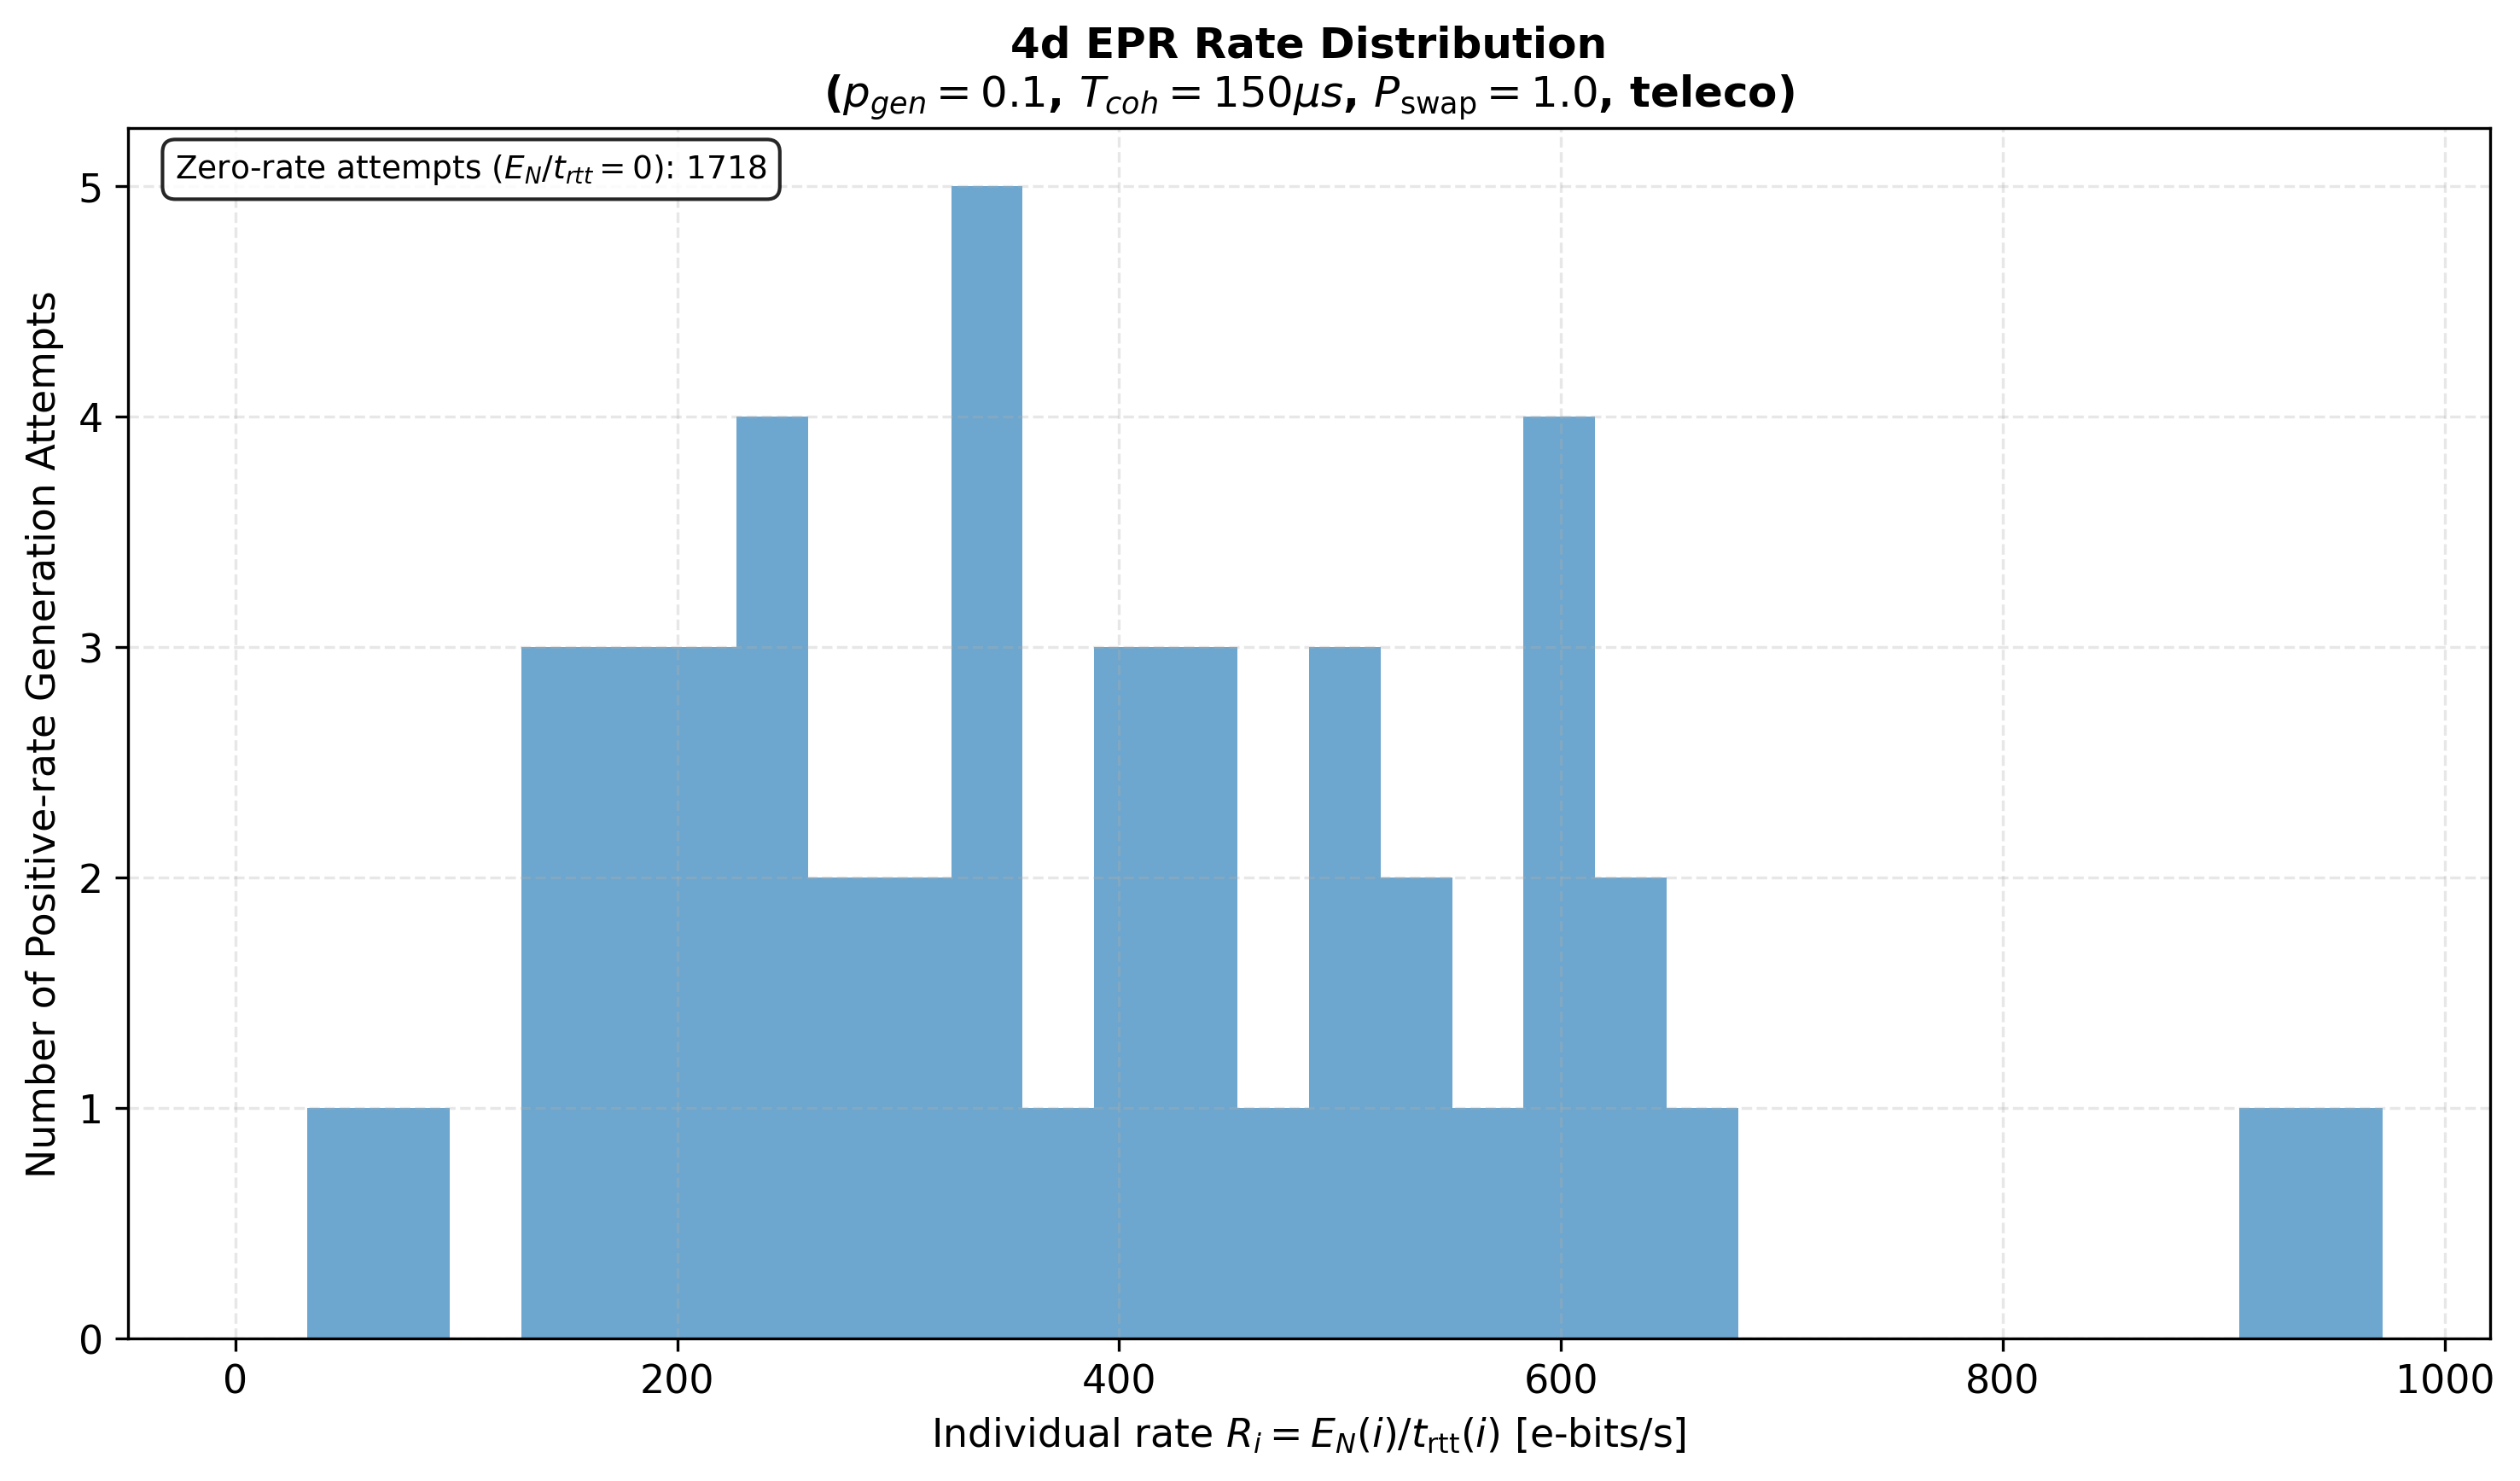 4d EPR Rate Distribution
(p_gen = 0.1, T_coh = 150μs, P_swap = 1.0, teleco)
Zero-rate attempts (E_N/t_rtt = 0): 1718
Number of Positive-rate Generation Attempts
5
4
3
2
1
0
0 200 400 600 800 1000
Individual rate R_i = E_N(i)/t_rtt(i) [e-bits/s]